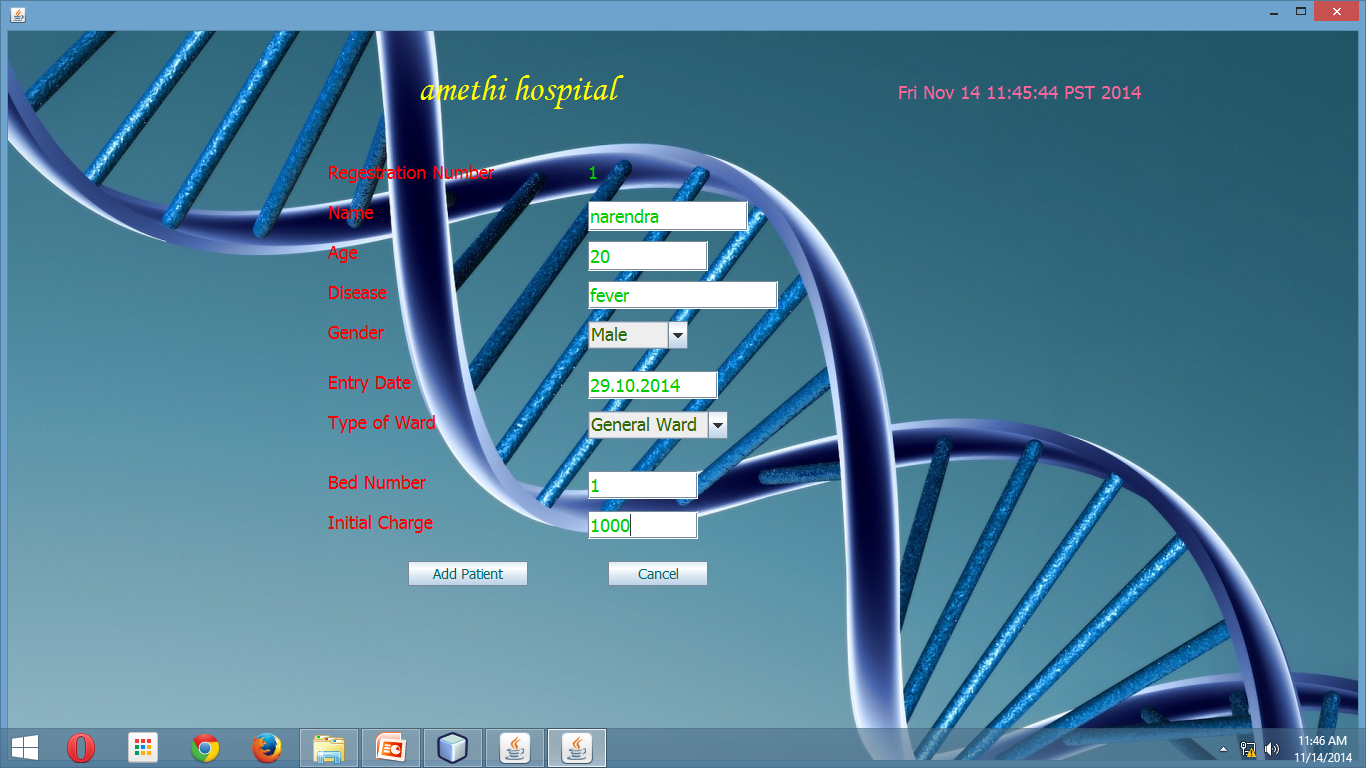 amethi hospital
Fri Nov 14 11:45:44 PST 2014
Regestration Number 1
Name narendra
Age 20
Disease fever
Gender Male
Entry Date 29.10.2014
Type of Ward General Ward
Bed Number 1
Initial Charge 1000
Add Patient Cancel
11:46 AM
11/14/2014